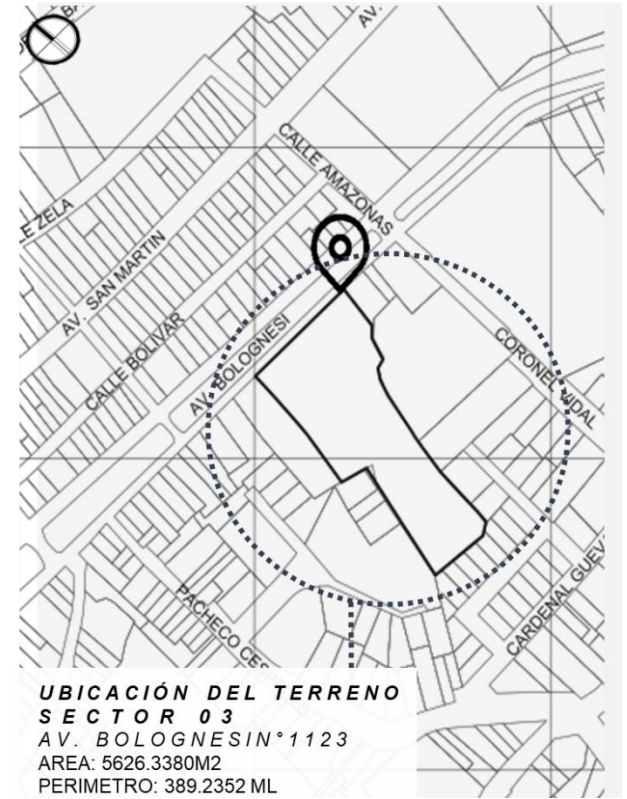 AV.
CALLE AMAZONAS
E ZELA
AV. SAN MARTIN
CALLE BOLIVAR
AV. BOLOGNESI
CORONEL VIDAL
CARDENAL GUEV
PACHECO
UBICACIÓN DEL TERRENO
SECTOR 03
AV. BOLOGNESIN°1123
AREA: 5626.3380M2
PERIMETRO: 389.2352 ML